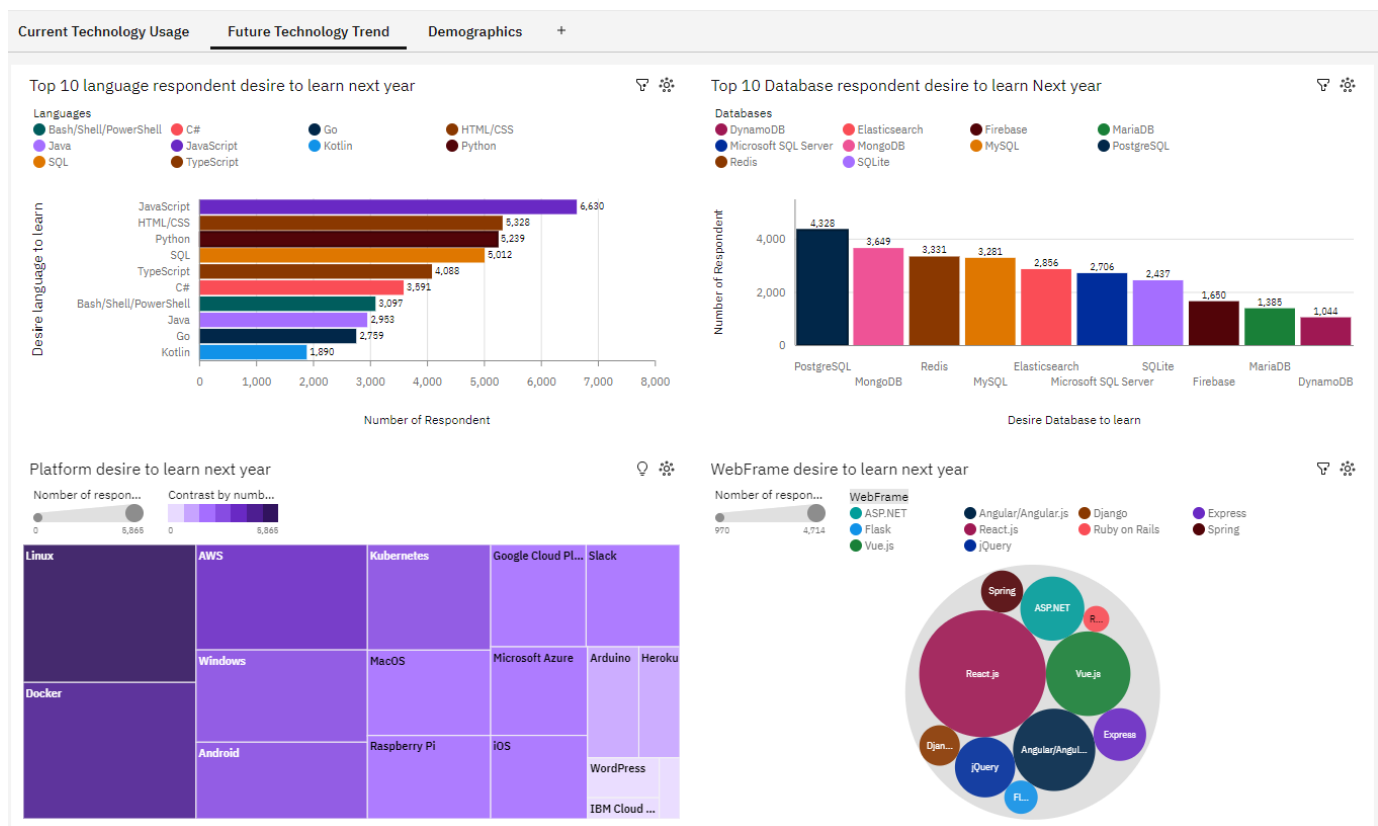 Current Technology Usage Future Technology Trend Demographics +
Top 10 language respondent desire to learn next year
Languages
Bash/Shell/PowerShell C# Go HTML/CSS
Java JavaScript Kotlin Python
SQL TypeScript
Desire language to learn
JavaScript 6,630
HTML/CSS 5,328
Python 5,239
SQL 5,012
TypeScript 4,088
C# 3,591
Bash/Shell/PowerShell 3,097
Java 2,953
Go 2,759
Kotlin 1,890
0 1,000 2,000 3,000 4,000 5,000 6,000 7,000 8,000
Number of Respondent
Top 10 Database respondent desire to learn Next year
Databases
DynamoDB Elasticsearch Firebase MariaDB
Microsoft SQL Server MongoDB MySQL PostgreSQL
Redis SQLite
Number of Respondent
4,000
2,000
0
4,328 3,649 3,331 3,281 2,856 2,706 2,437 1,650 1,385 1,044
PostgreSQL Redis Elasticsearch SQLite MariaDB
MongoDB MySQL Microsoft SQL Server Firebase DynamoDB
Desire Database to learn
Platform desire to learn next year
Nomber of respon... Contrast by numb...
0 5,865 0 5,865
Linux AWS Kubernetes Google Cloud Pl... Slack
Windows MacOS Microsoft Azure Arduino Heroku
Docker
Android Raspberry Pi iOS
WordPress
IBM Cloud ...
WebFrame desire to learn next year
Nomber of respon... WebFrame
970 4,714
ASP.NET Angular/Angular.js Django Express
Flask React.js Ruby on Rails Spring
Vue.js jQuery
Spring
ASP.NET
R...
React.js
Vue.js
Express
Djan...
Angular/Angul...
jQuery
Fl...